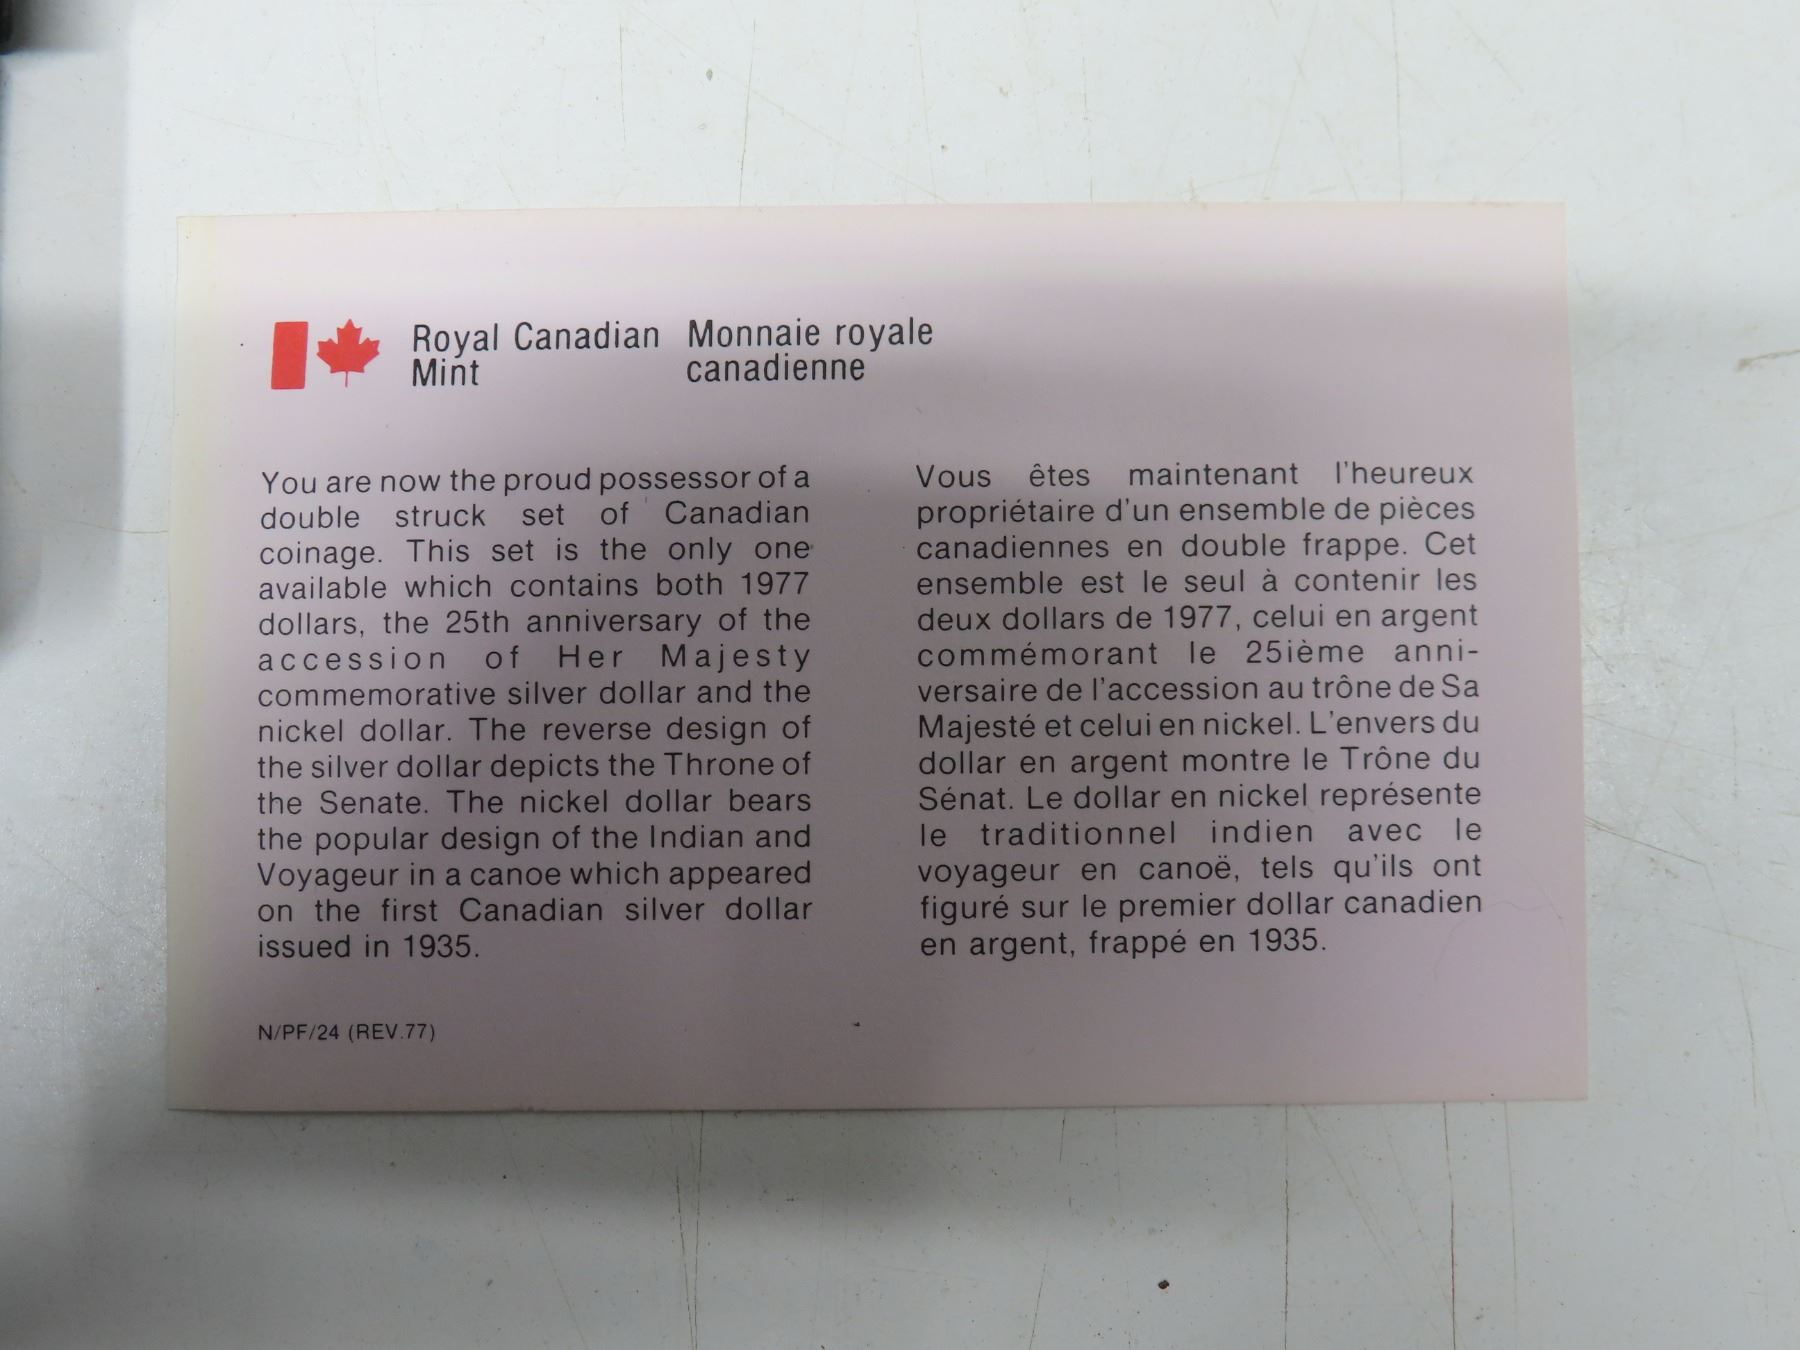 Royal Canadian
Mint
Monnaie royale
canadienne
You are now the proud possessor of a
double struck set of Canadian
coinage. This set is the only one
available which contains both 1977
dollars, the 25th anniversary of the
accession of Her Majesty
commemorative silver dollar and the
nickel dollar. The reverse design of
the silver dollar depicts the Throne of
the Senate. The nickel dollar bears
the popular design of the Indian and
Voyageur in a canoe which appeared
on the first Canadian silver dollar
issued in 1935.
Vous êtes maintenant l'heureux
propriétaire d'un ensemble de pièces
canadiennes en double frappe. Cet
ensemble est le seul à contenir les
deux dollars de 1977, celui en argent
commémorant le 25ième anni-
versaire de l'accession au trône de Sa
Majesté et celui en nickel. L'envers du
dollar en argent montre le Trône du
Sénat. Le dollar en nickel représente
le traditionnel indien avec le
voyageur en canoë, tels qu'ils ont
figuré sur le premier dollar canadien
en argent, frappé en 1935.
N/PF/24 (REV.77)